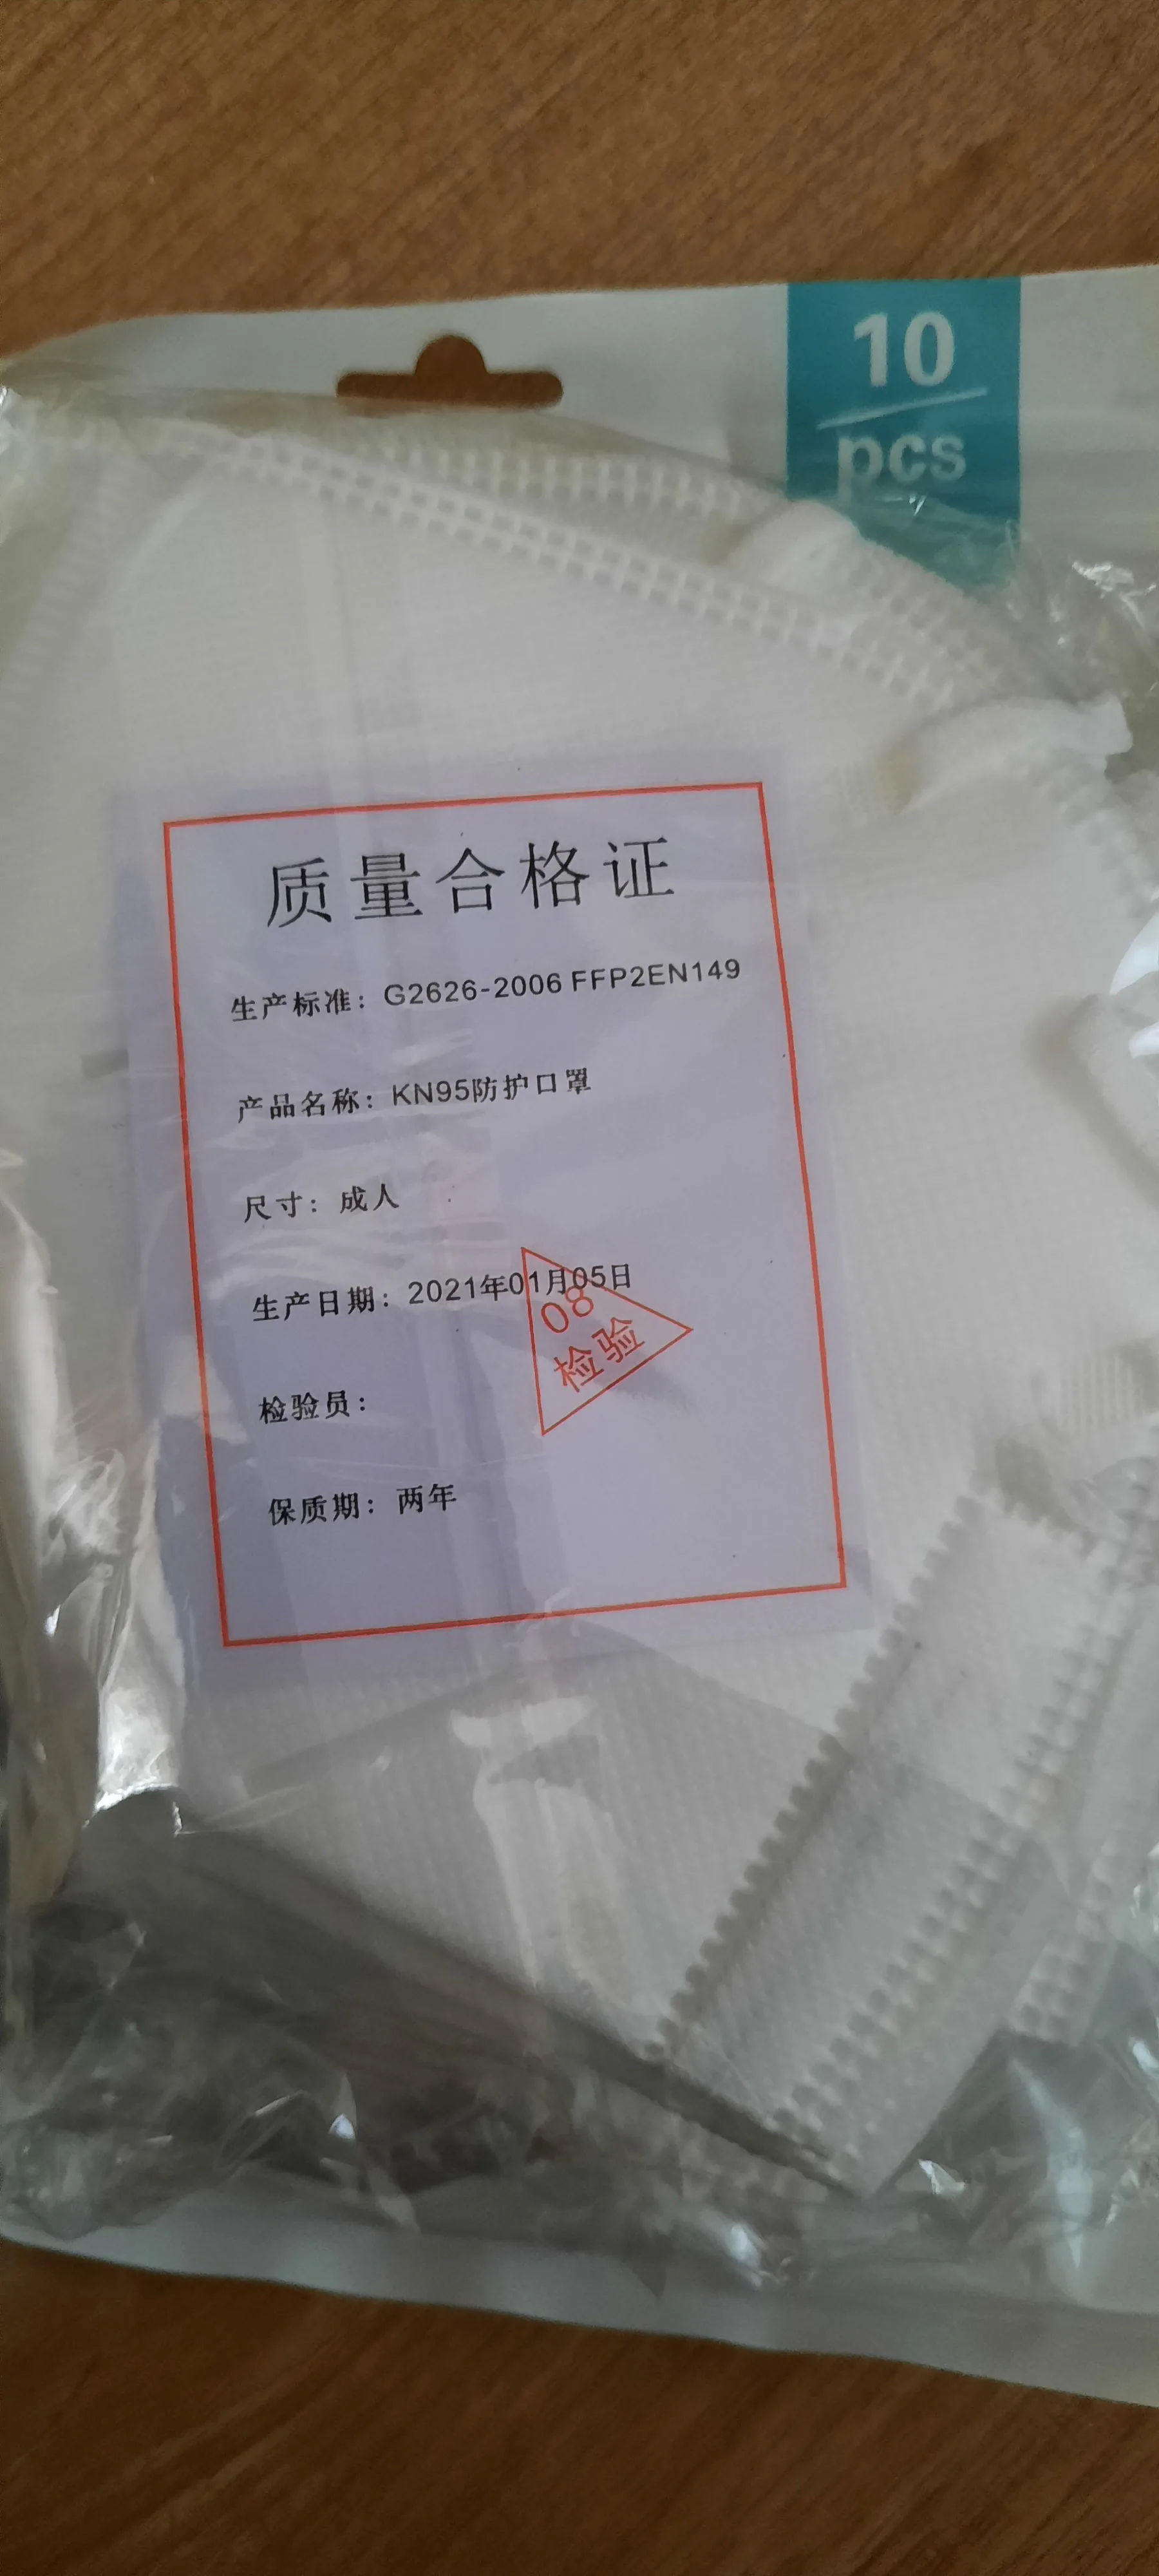 10
pcs
质量合格证
生产标准：G2626-2006 FFP2EN149
产品名称：KN95防护口罩
尺寸：成人
生产日期：2021年01月05日
08
检验
检验员：
保质期：两年